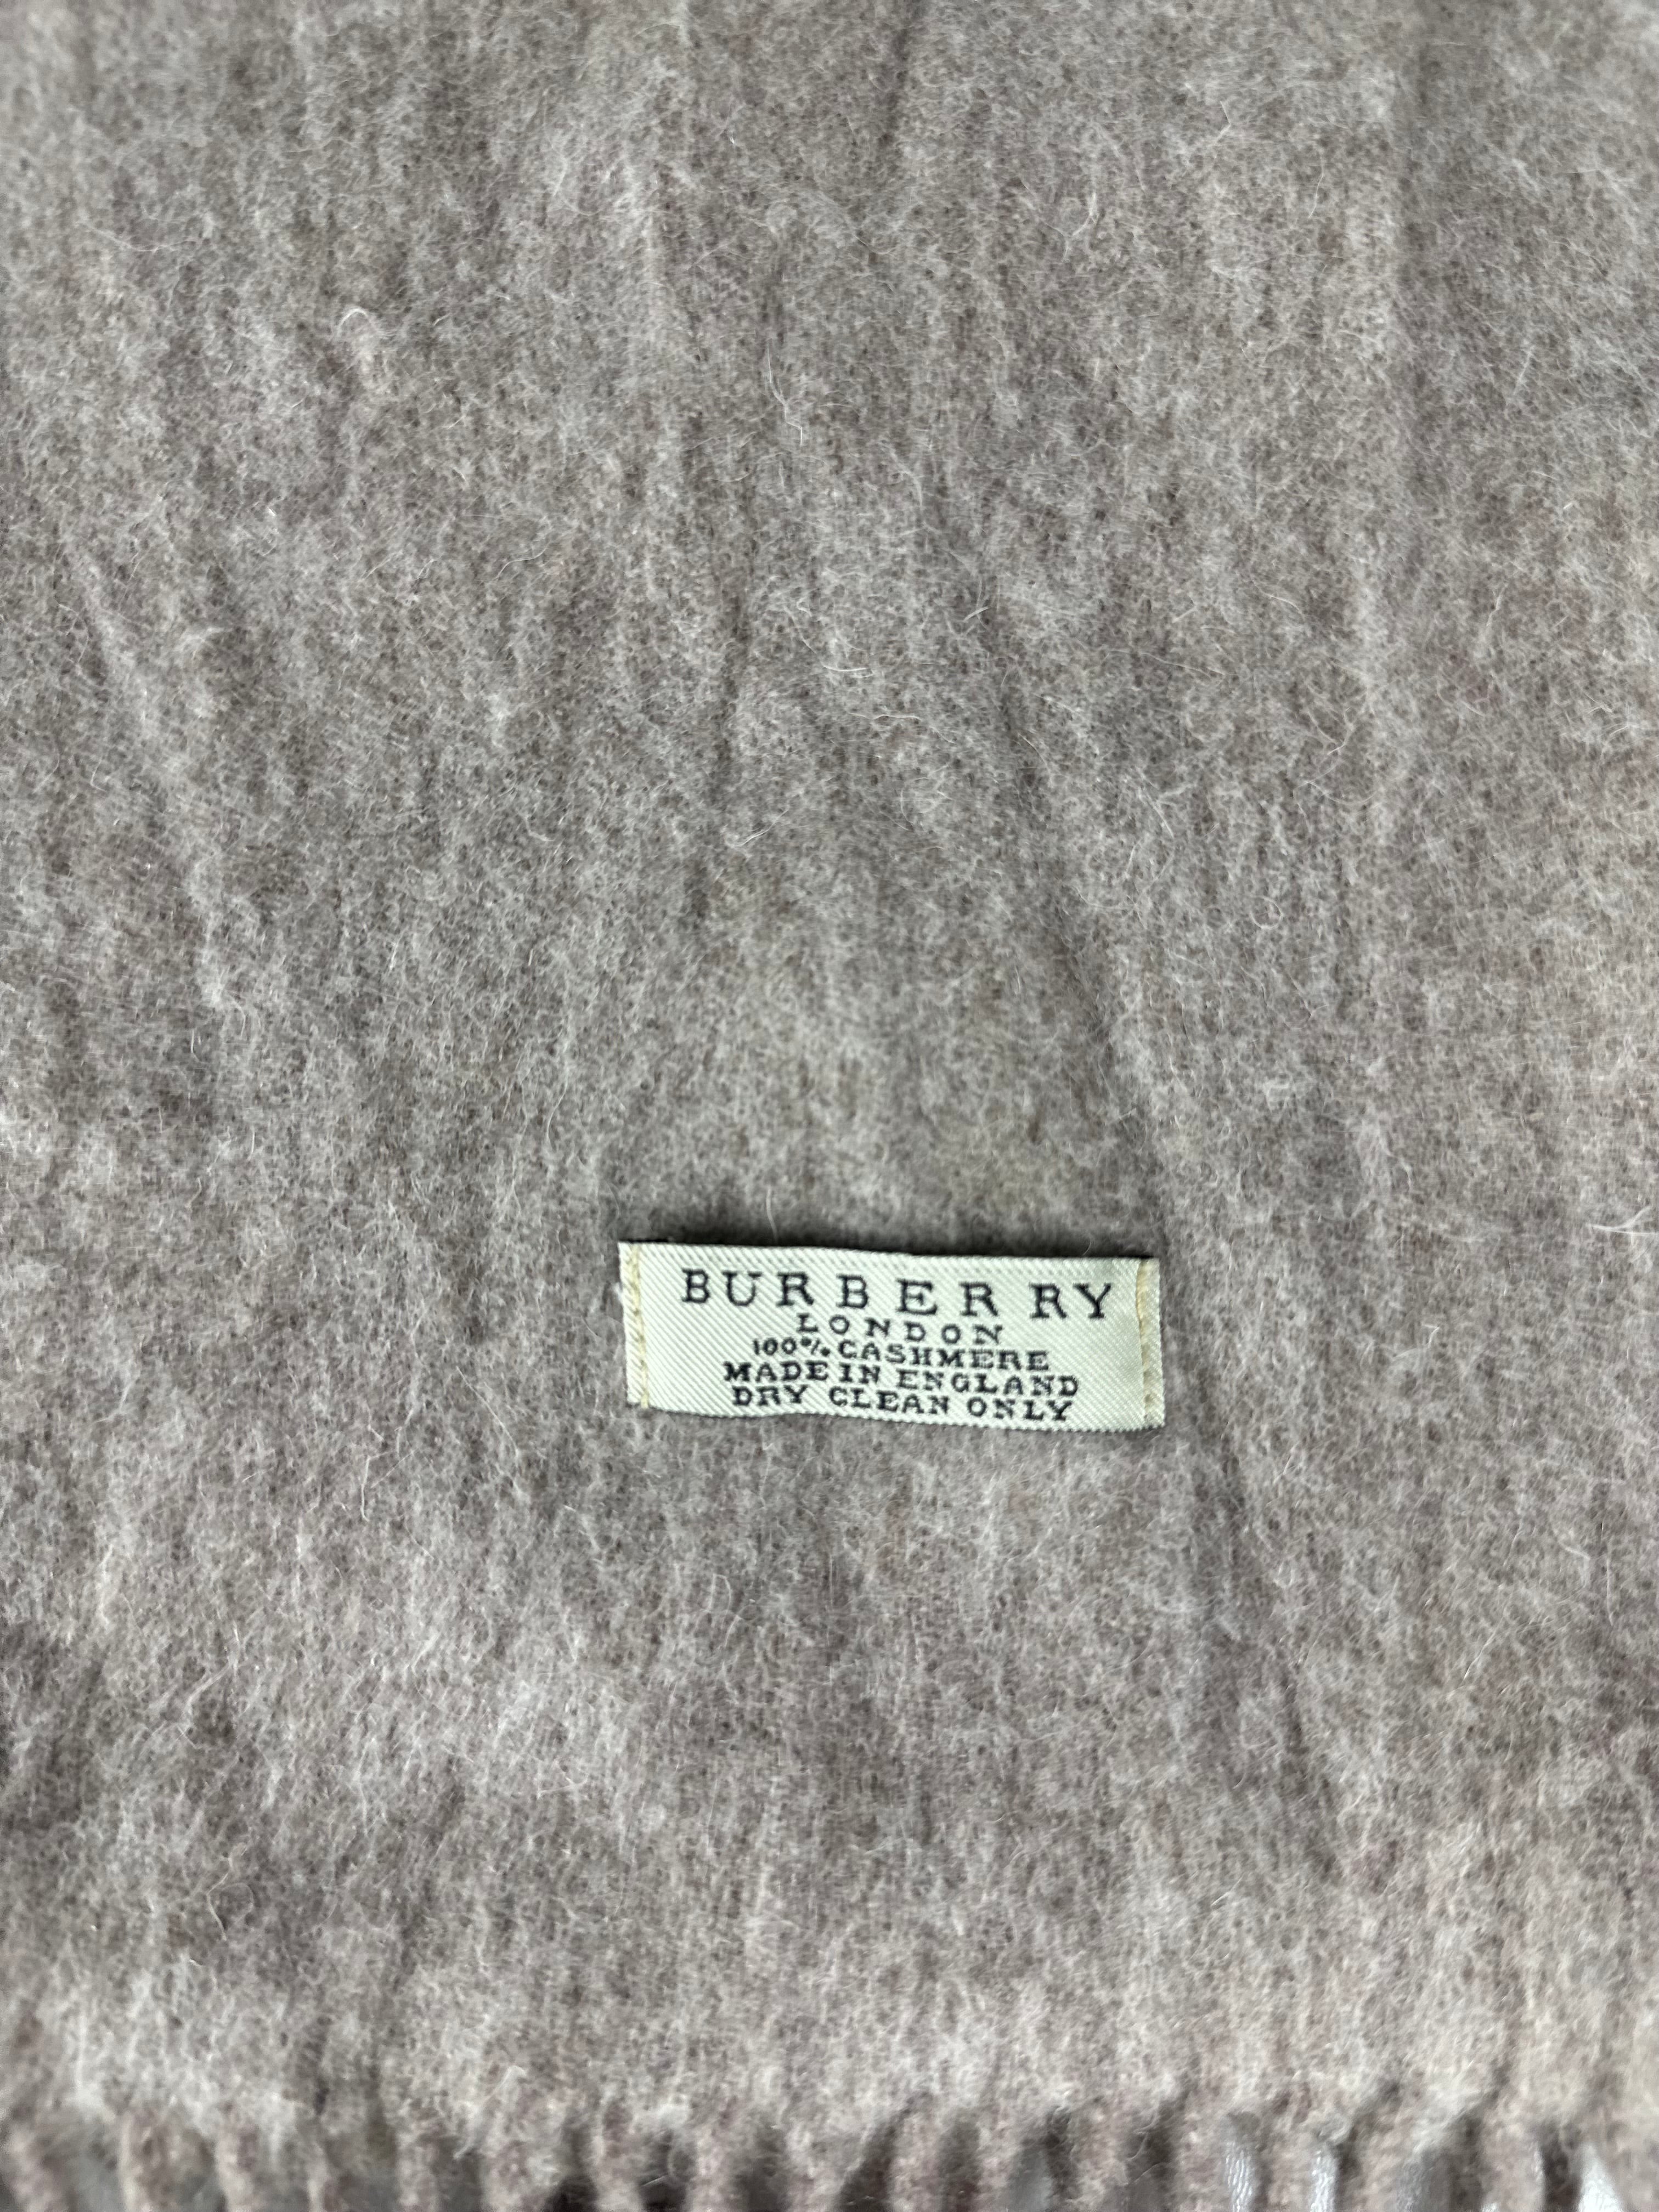 BURBERRY
LONDON
100% CASHMERE
MADE IN ENGLAND
DRY CLEAN ONLY